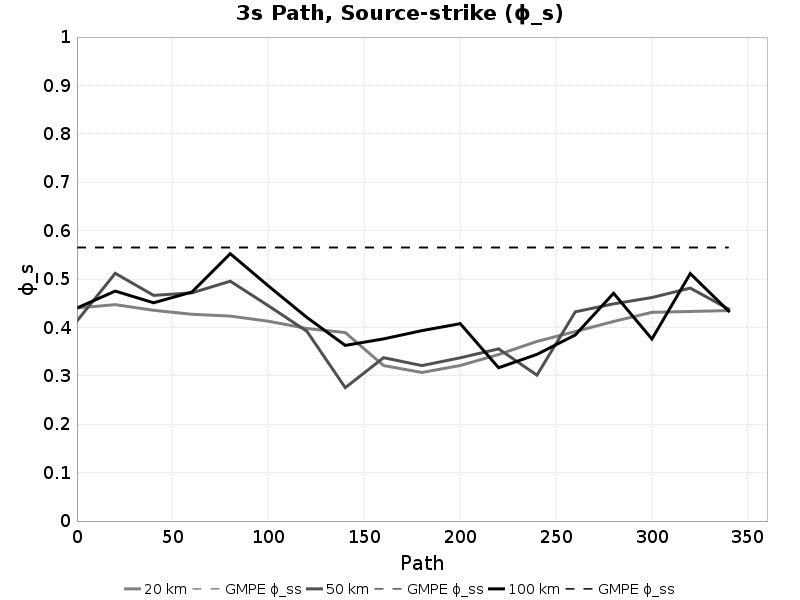 3s Path, Source-strike (ϕ_s)
1
0.9
0.8
0.7
0.6
0.5
0.4
0.3
0.2
0.1
0
ϕ_s
0 50 100 150 200 250 300 350
Path
20 km GMPE ϕ_ss 50 km GMPE ϕ_ss 100 km GMPE ϕ_ss